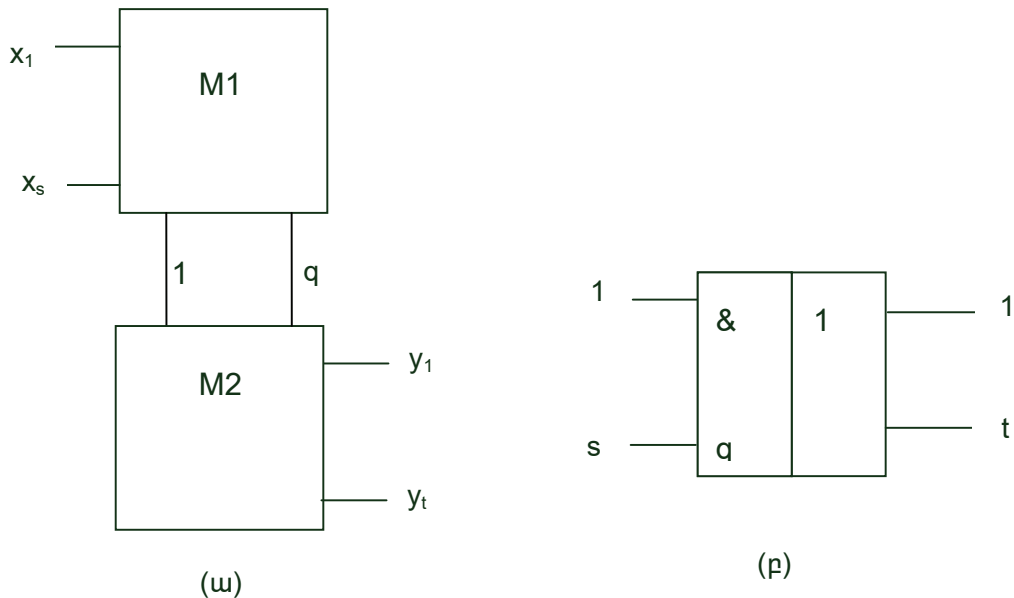 x₁
M1
xₛ
1 q
M2
y₁
yₜ
(ա)
1 & 1 1
s q t
(բ)